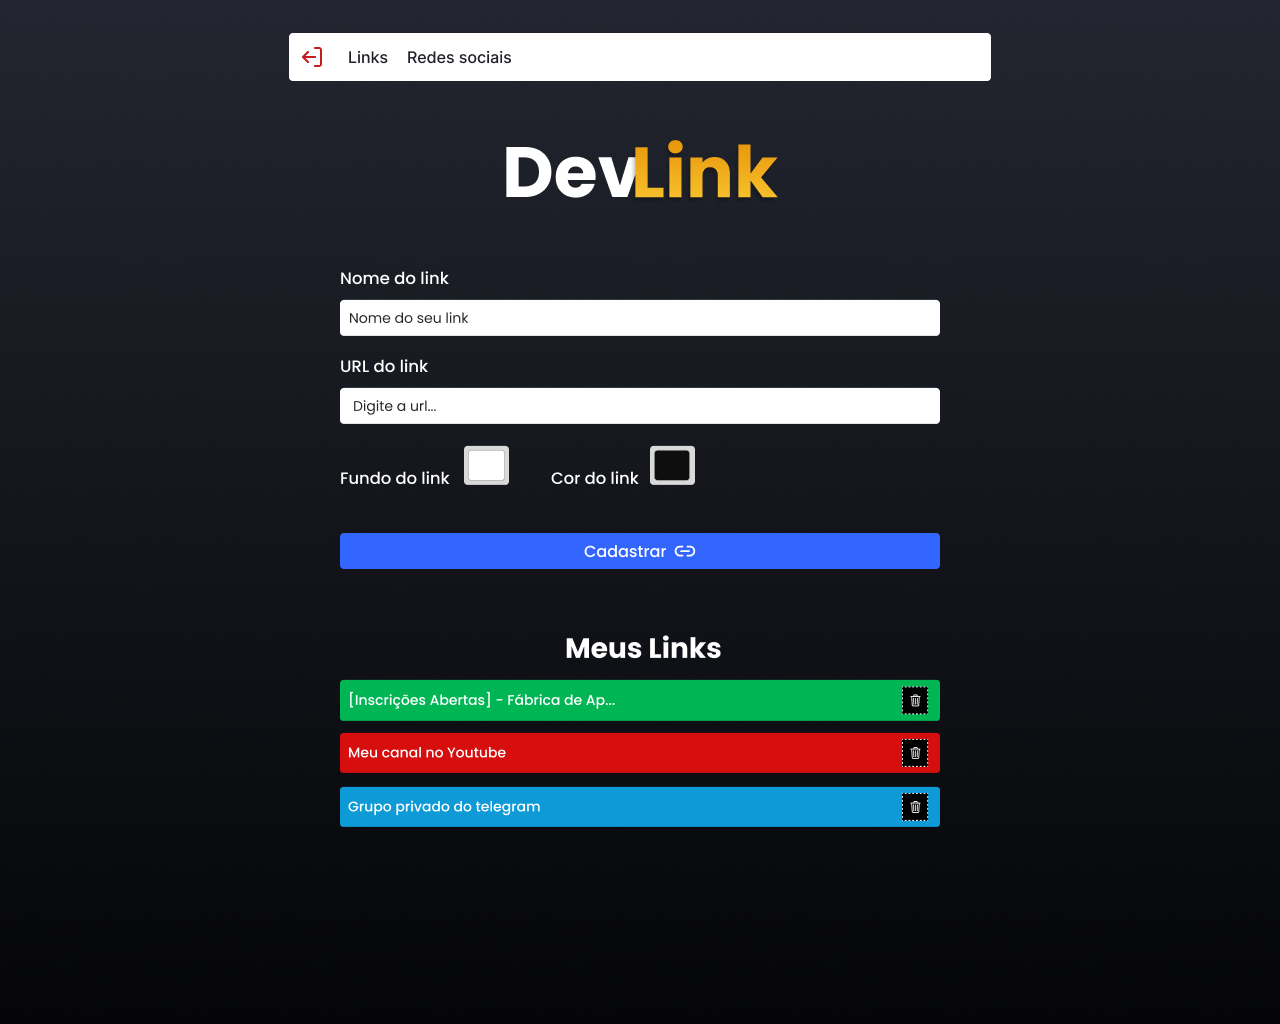 Links Redes sociais
DevLink
Nome do link
Nome do seu link
URL do link
Digite a url...
Fundo do link Cor do link
Cadastrar
Meus Links
[Inscrições Abertas] - Fábrica de Ap...
Meu canal no Youtube
Grupo privado do telegram